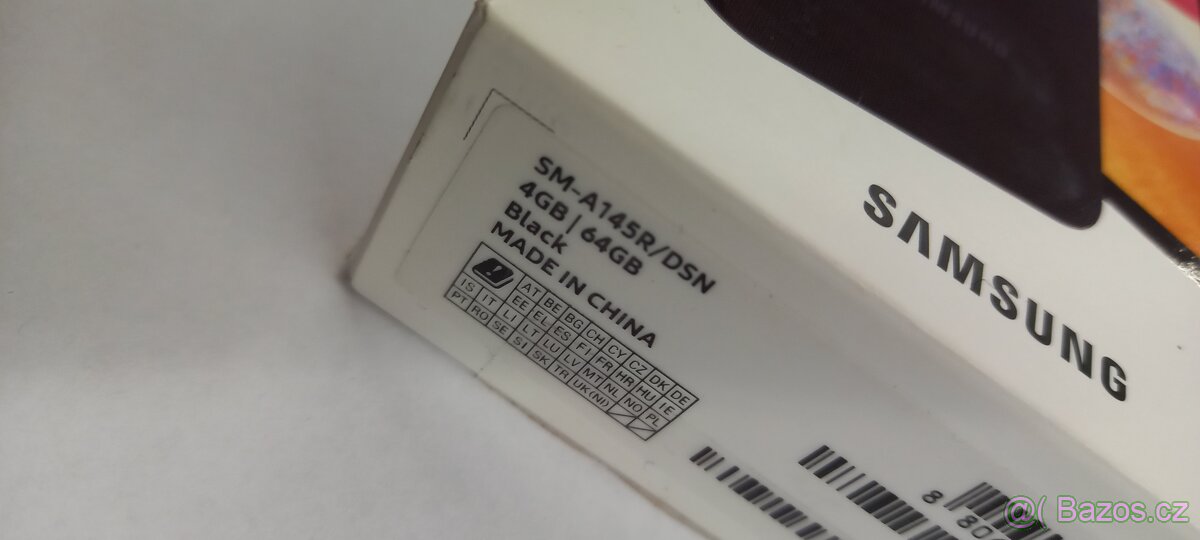 SM-A145R/DSN
4GB | 64GB
Black
MADE IN CHINA
AT BE BG CH CY CZ DK DE
EE EL ES FI FR HR HU IE
IS IT LI LT LU LV MT NL NO PL
PT RO SE SI SK TR UK(NI)
SAMSUNG
8 80
@( Bazos.cz